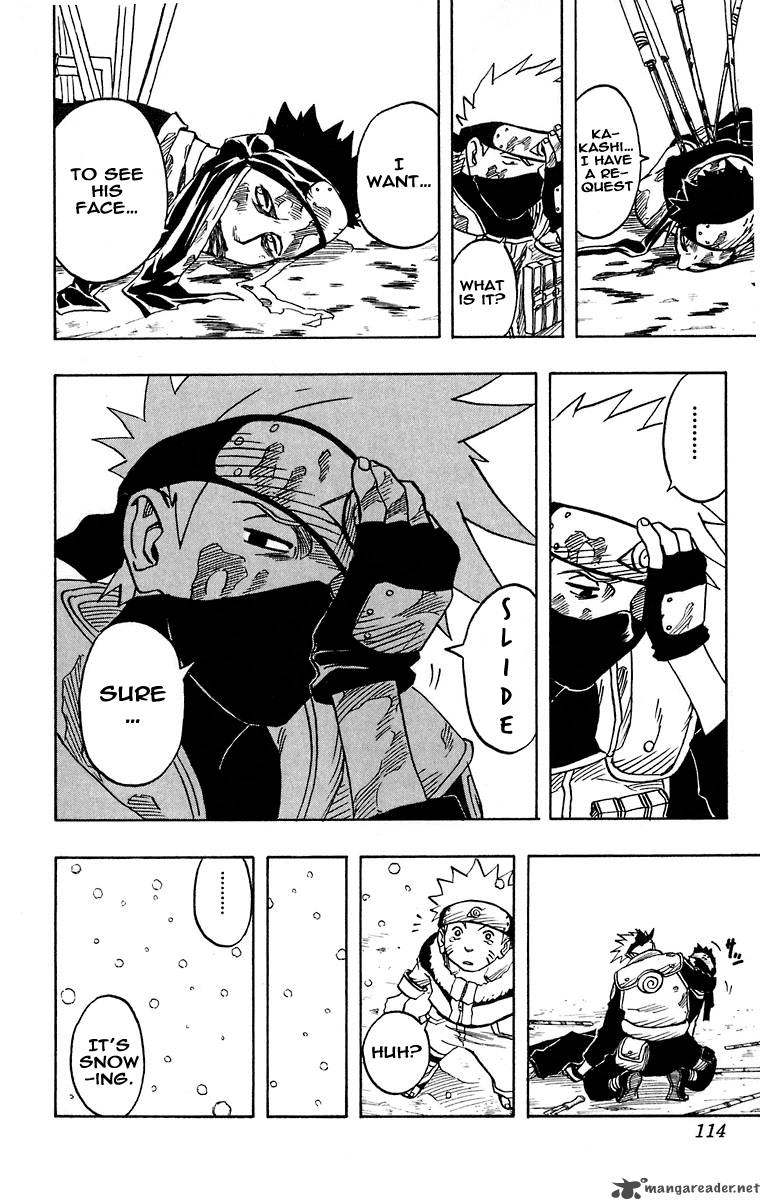 KA-
KASHI...
I HAVE
A RE-
QUEST
WHAT
IS IT?
I
WANT...
TO SEE
HIS
FACE...
.........
SLIDE
SURE
...
HUH?
.........
IT'S
SNOW
-ING.
114
www.mangareader.net